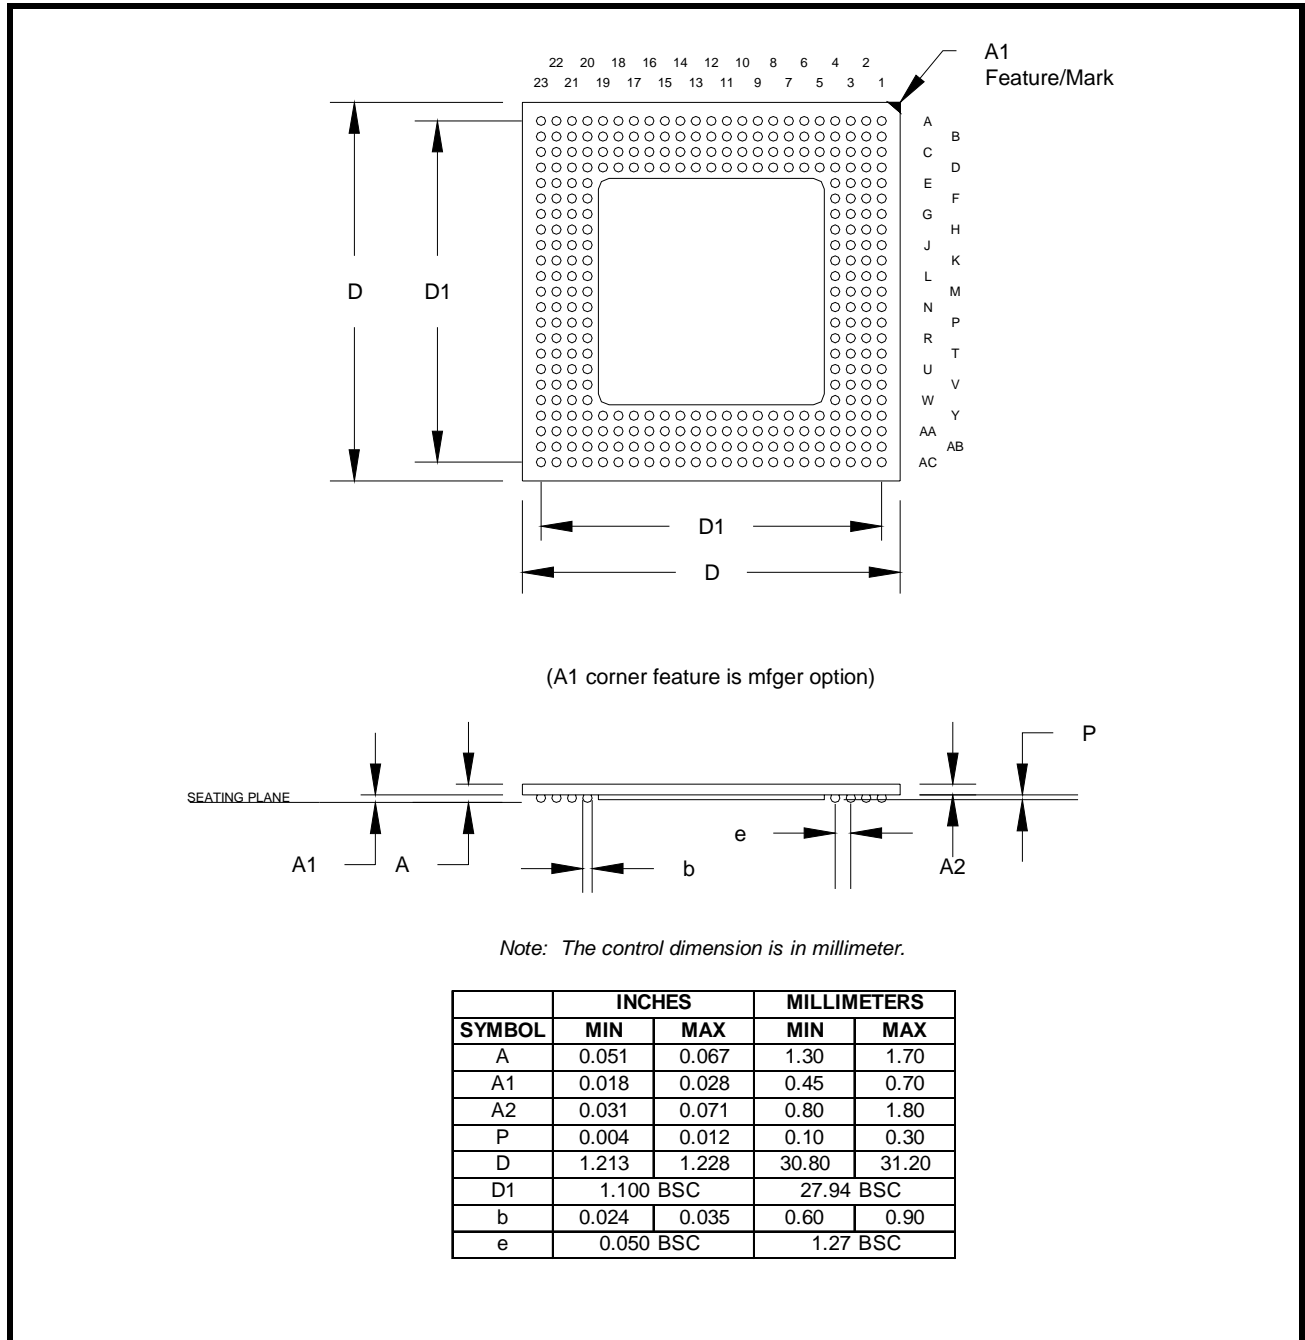 A1
Feature/Mark
22 20 18 16 14 12 10 8 6 4 2
23 21 19 17 15 13 11 9 7 5 3 1
A
B
C
D
E
F
G
H
J
K
L
M
N
P
R
T
U
V
W
Y
AA
AB
AC
D
D1
D1
D
(A1 corner feature is mfger option)
P
SEATING PLANE
e
A1
A
b
A2
Note: The control dimension is in millimeter.
INCHES MILLIMETERS
SYMBOL MIN MAX MIN MAX
A 0.051 0.067 1.30 1.70
A1 0.018 0.028 0.45 0.70
A2 0.031 0.071 0.80 1.80
P 0.004 0.012 0.10 0.30
D 1.213 1.228 30.80 31.20
D1 1.100 BSC 27.94 BSC
b 0.024 0.035 0.60 0.90
e 0.050 BSC 1.27 BSC